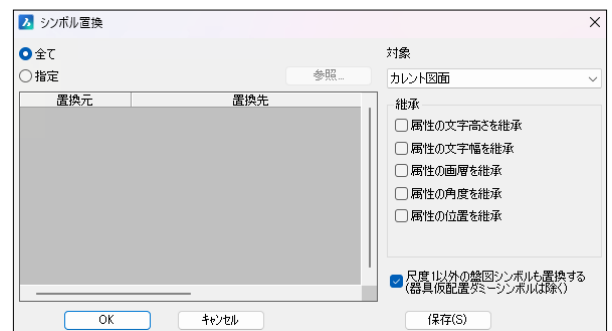 シンボル置換
全て
指定
参照...
置換元 置換先
対象
カレント図面
継承
属性の文字高さを継承
属性の文字幅を継承
属性の画層を継承
属性の角度を継承
属性の位置を継承
尺度1以外の盤図シンボルも置換する
(器具仮配置ダミーシンボルは除く)
OK キャンセル 保存(S)